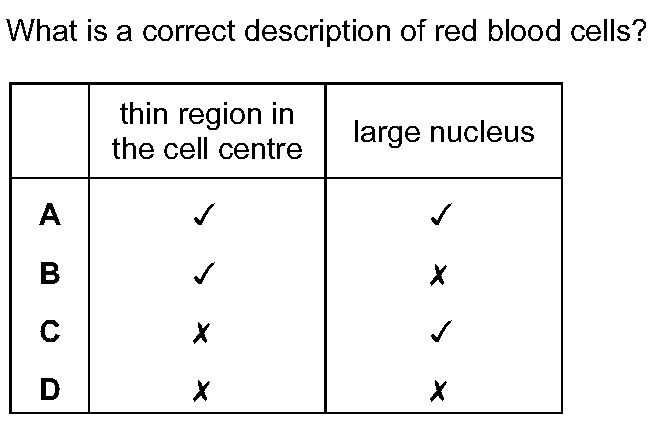 What is a correct description of red blood cells?
thin region in
the cell centre
large nucleus
A ✓ ✓
B ✓ ✗
C ✗ ✓
D ✗ ✗